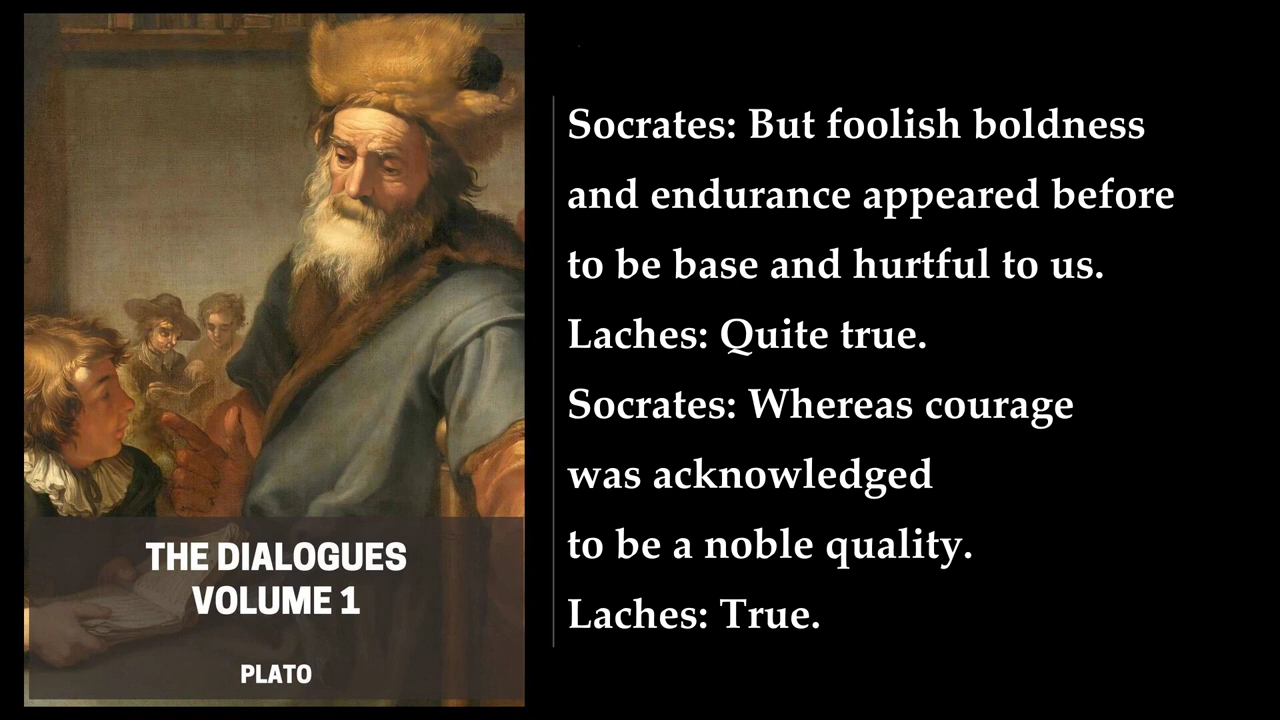 THE DIALOGUES
VOLUME 1
PLATO
Socrates: But foolish boldness
and endurance appeared before
to be base and hurtful to us.
Laches: Quite true.
Socrates: Whereas courage
was acknowledged
to be a noble quality.
Laches: True.